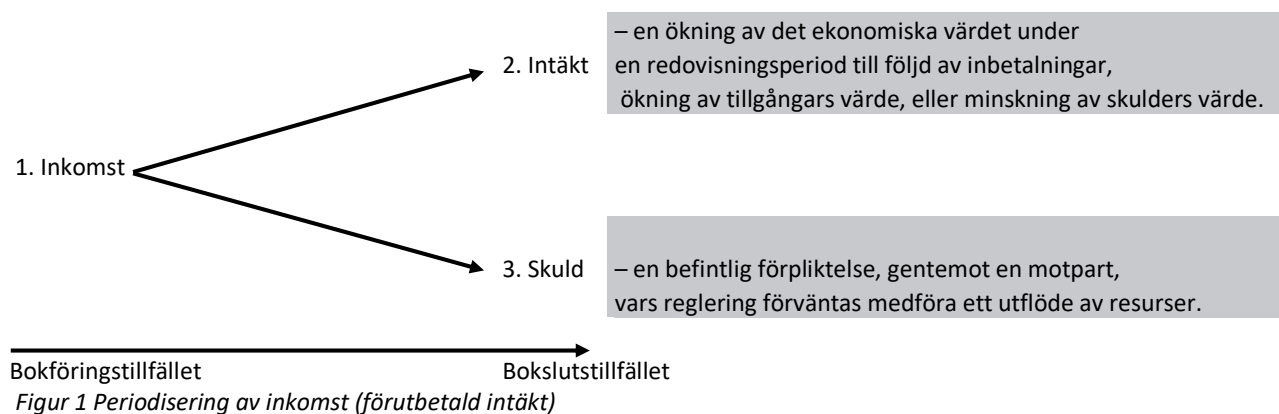 – en ökning av det ekonomiska värdet under
2. Intäkt
en redovisningsperiod till följd av inbetalningar,
ökning av tillgångars värde, eller minskning av skulders värde.
1. Inkomst
3. Skuld
– en befintlig förpliktelse, gentemot en motpart,
vars reglering förväntas medföra ett utflöde av resurser.
Bokföringstillfället
Bokslutstillfället
Figur 1 Periodisering av inkomst (förutbetald intäkt)